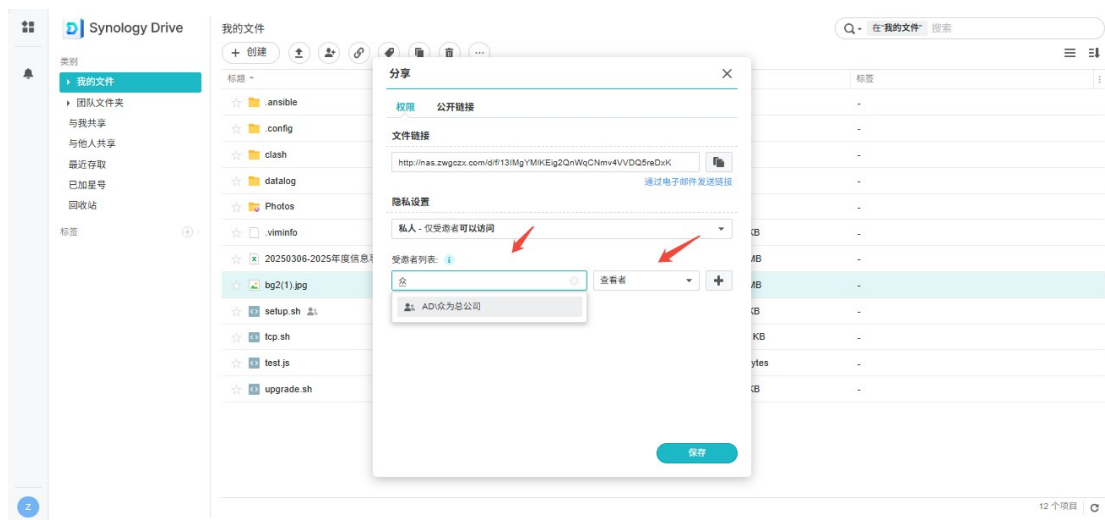 Synology Drive
我的文件
在"我的文件" 搜索
创建
类别
我的文件
团队文件夹
与我共享
与他人共享
最近存取
已加星号
回收站
标签
标题
标签
.ansible
-
.config
-
clash
-
datalog
-
Photos
-
.viminfo
KB
-
20250306-2025年度信息
MB
-
bg2(1).jpg
MB
-
setup.sh
KB
-
tcp.sh
KB
-
test.js
ytes
-
upgrade.sh
KB
-
分享
权限 公开链接
文件链接
通过电子邮件发送链接
隐私设置
私人 - 仅受邀者可以访问
受邀者列表:
众
查看者
AD\众为总公司
保存
12 个项目
Z